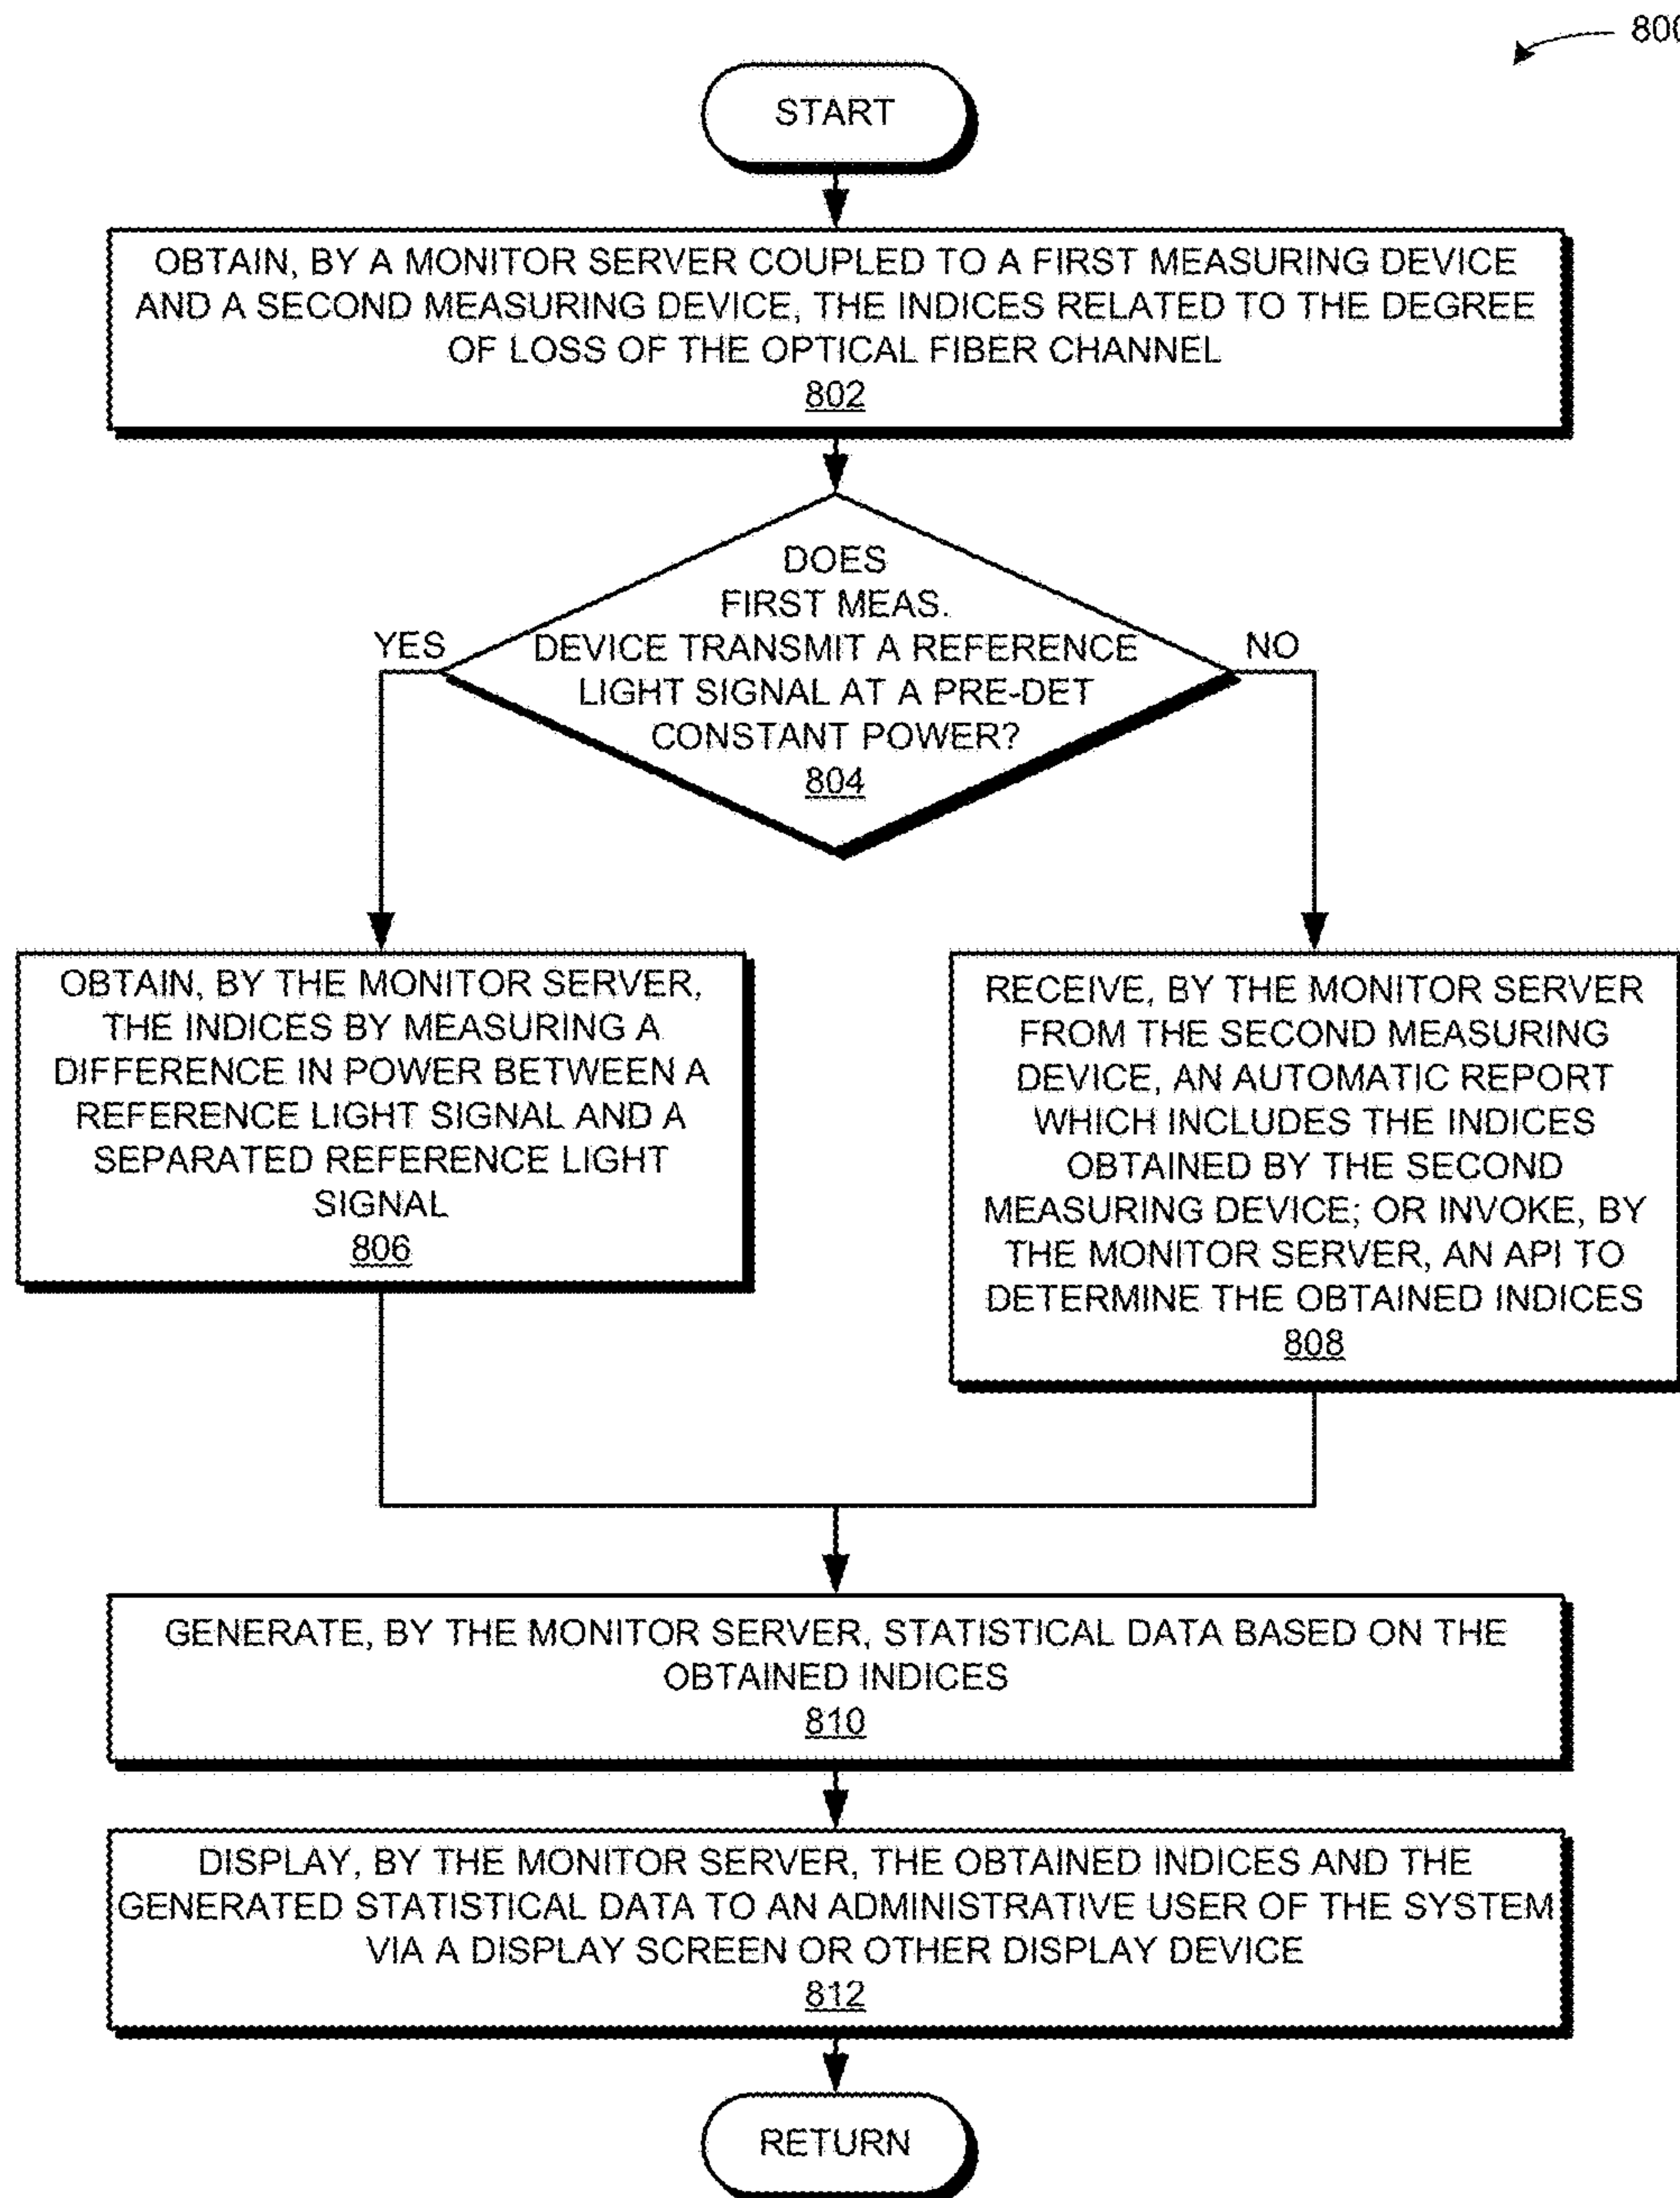 800
START
OBTAIN, BY A MONITOR SERVER COUPLED TO A FIRST MEASURING DEVICE
AND A SECOND MEASURING DEVICE, THE INDICES RELATED TO THE DEGREE
OF LOSS OF THE OPTICAL FIBER CHANNEL
802
DOES
FIRST MEAS.
DEVICE TRANSMIT A REFERENCE
LIGHT SIGNAL AT A PRE-DET
CONSTANT POWER?
804
YES
NO
OBTAIN, BY THE MONITOR SERVER,
THE INDICES BY MEASURING A
DIFFERENCE IN POWER BETWEEN A
REFERENCE LIGHT SIGNAL AND A
SEPARATED REFERENCE LIGHT
SIGNAL
806
RECEIVE, BY THE MONITOR SERVER
FROM THE SECOND MEASURING
DEVICE, AN AUTOMATIC REPORT
WHICH INCLUDES THE INDICES
OBTAINED BY THE SECOND
MEASURING DEVICE; OR INVOKE, BY
THE MONITOR SERVER, AN API TO
DETERMINE THE OBTAINED INDICES
808
GENERATE, BY THE MONITOR SERVER, STATISTICAL DATA BASED ON THE
OBTAINED INDICES
810
DISPLAY, BY THE MONITOR SERVER, THE OBTAINED INDICES AND THE
GENERATED STATISTICAL DATA TO AN ADMINISTRATIVE USER OF THE SYSTEM
VIA A DISPLAY SCREEN OR OTHER DISPLAY DEVICE
812
RETURN